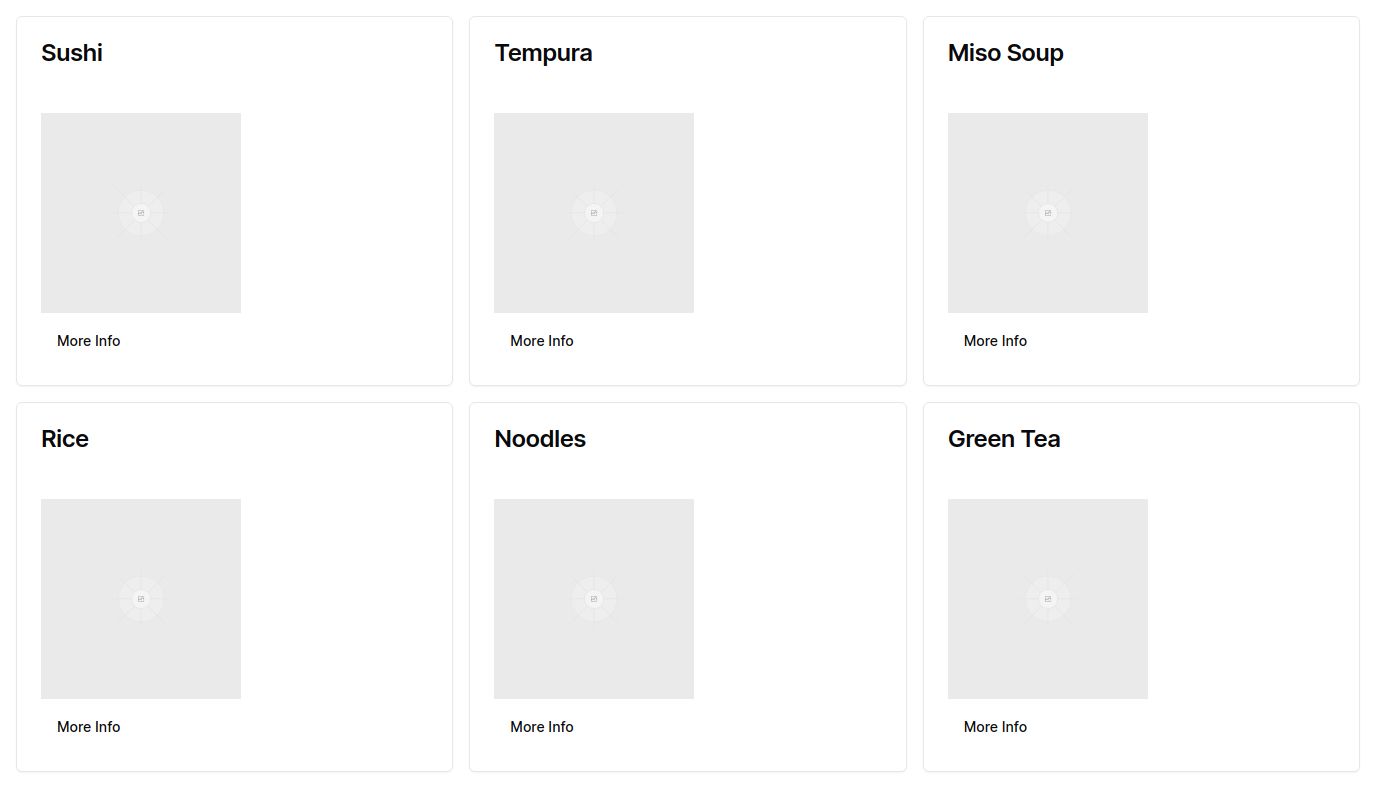 Sushi
Tempura
Miso Soup
More Info
More Info
More Info
Rice
Noodles
Green Tea
More Info
More Info
More Info